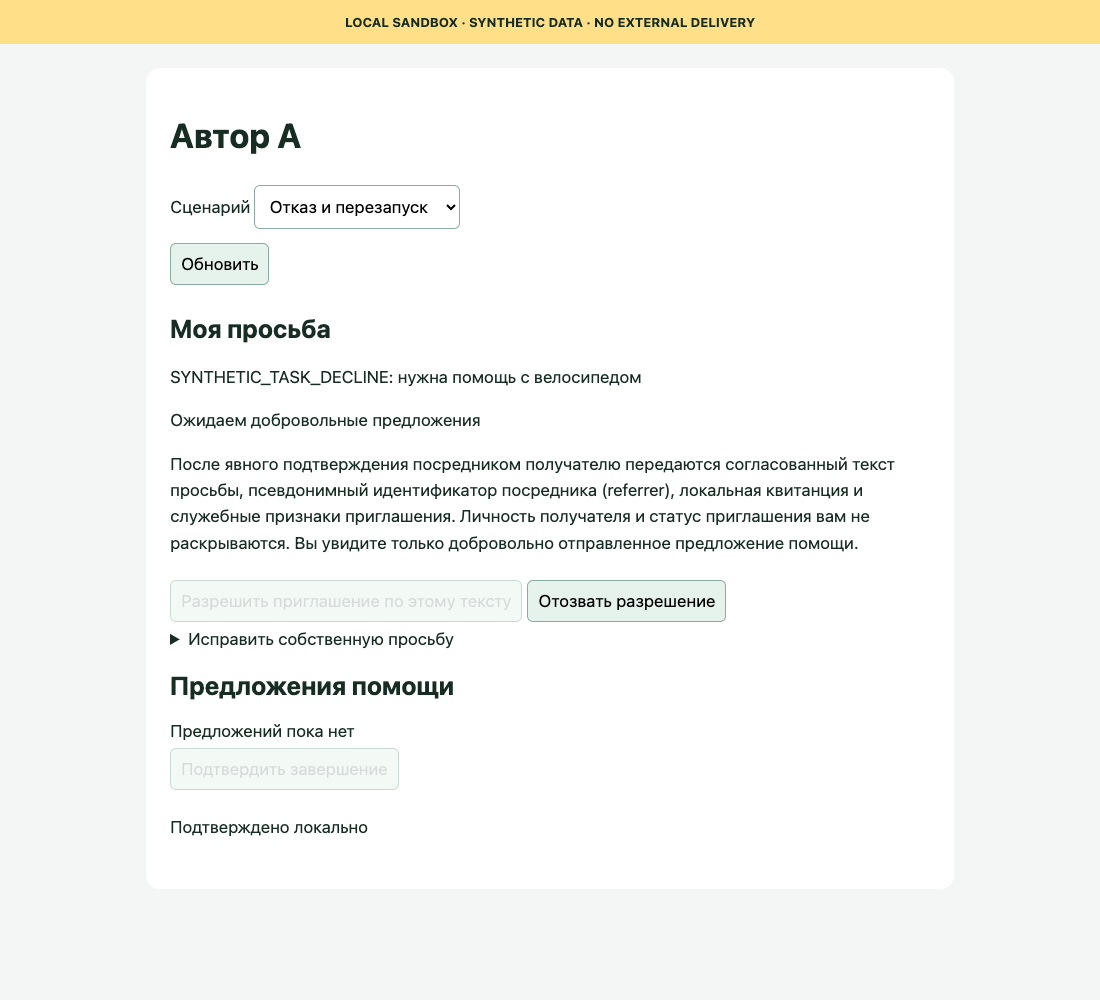 LOCAL SANDBOX · SYNTHETIC DATA · NO EXTERNAL DELIVERY
Автор А
Сценарий Отказ и перезапуск
Обновить
Моя просьба
SYNTHETIC_TASK_DECLINE: нужна помощь с велосипедом
Ожидаем добровольные предложения
После явного подтверждения посредником получателю передаются согласованный текст
просьбы, псевдонимный идентификатор посредника (referrer), локальная квитанция и
служебные признаки приглашения. Личность получателя и статус приглашения вам не
раскрываются. Вы увидите только добровольно отправленное предложение помощи.
Разрешить приглашение по этому тексту Отозвать разрешение
Исправить собственную просьбу
Предложения помощи
Предложений пока нет
Подтвердить завершение
Подтверждено локально